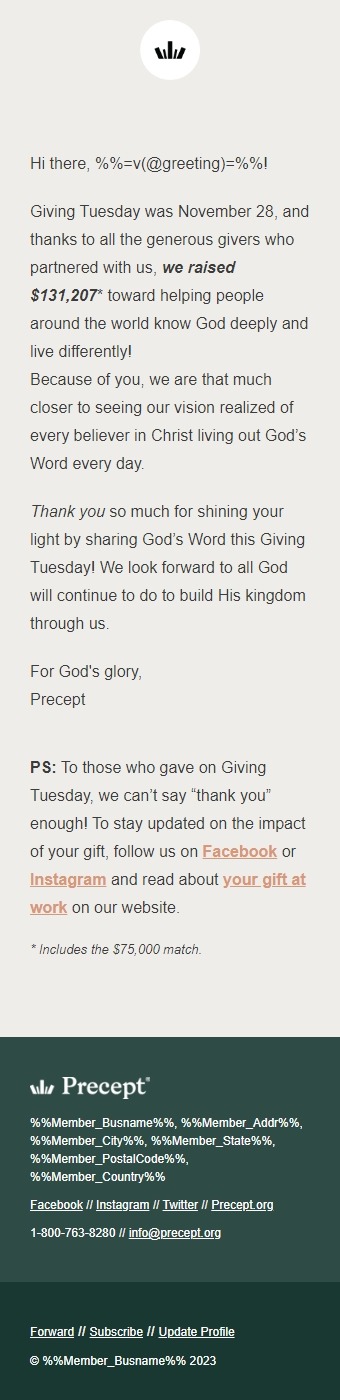 Hi there, %%=v(@greeting)=%%!
Giving Tuesday was November 28, and
thanks to all the generous givers who
partnered with us, we raised
$131,207* toward helping people
around the world know God deeply and
live differently!
Because of you, we are that much
closer to seeing our vision realized of
every believer in Christ living out God’s
Word every day.
Thank you so much for shining your
light by sharing God’s Word this Giving
Tuesday! We look forward to all God
will continue to do to build His kingdom
through us.
For God's glory,
Precept
PS: To those who gave on Giving
Tuesday, we can’t say “thank you”
enough! To stay updated on the impact
of your gift, follow us on Facebook or
Instagram and read about your gift at
work on our website.
* Includes the $75,000 match.
Precept®
%%Member_Busname%%, %%Member_Addr%%,
%%Member_City%%, %%Member_State%%,
%%Member_PostalCode%%,
%%Member_Country%%
Facebook // Instagram // Twitter // Precept.org
1-800-763-8280 // info@precept.org
Forward // Subscribe // Update Profile
© %%Member_Busname%% 2023